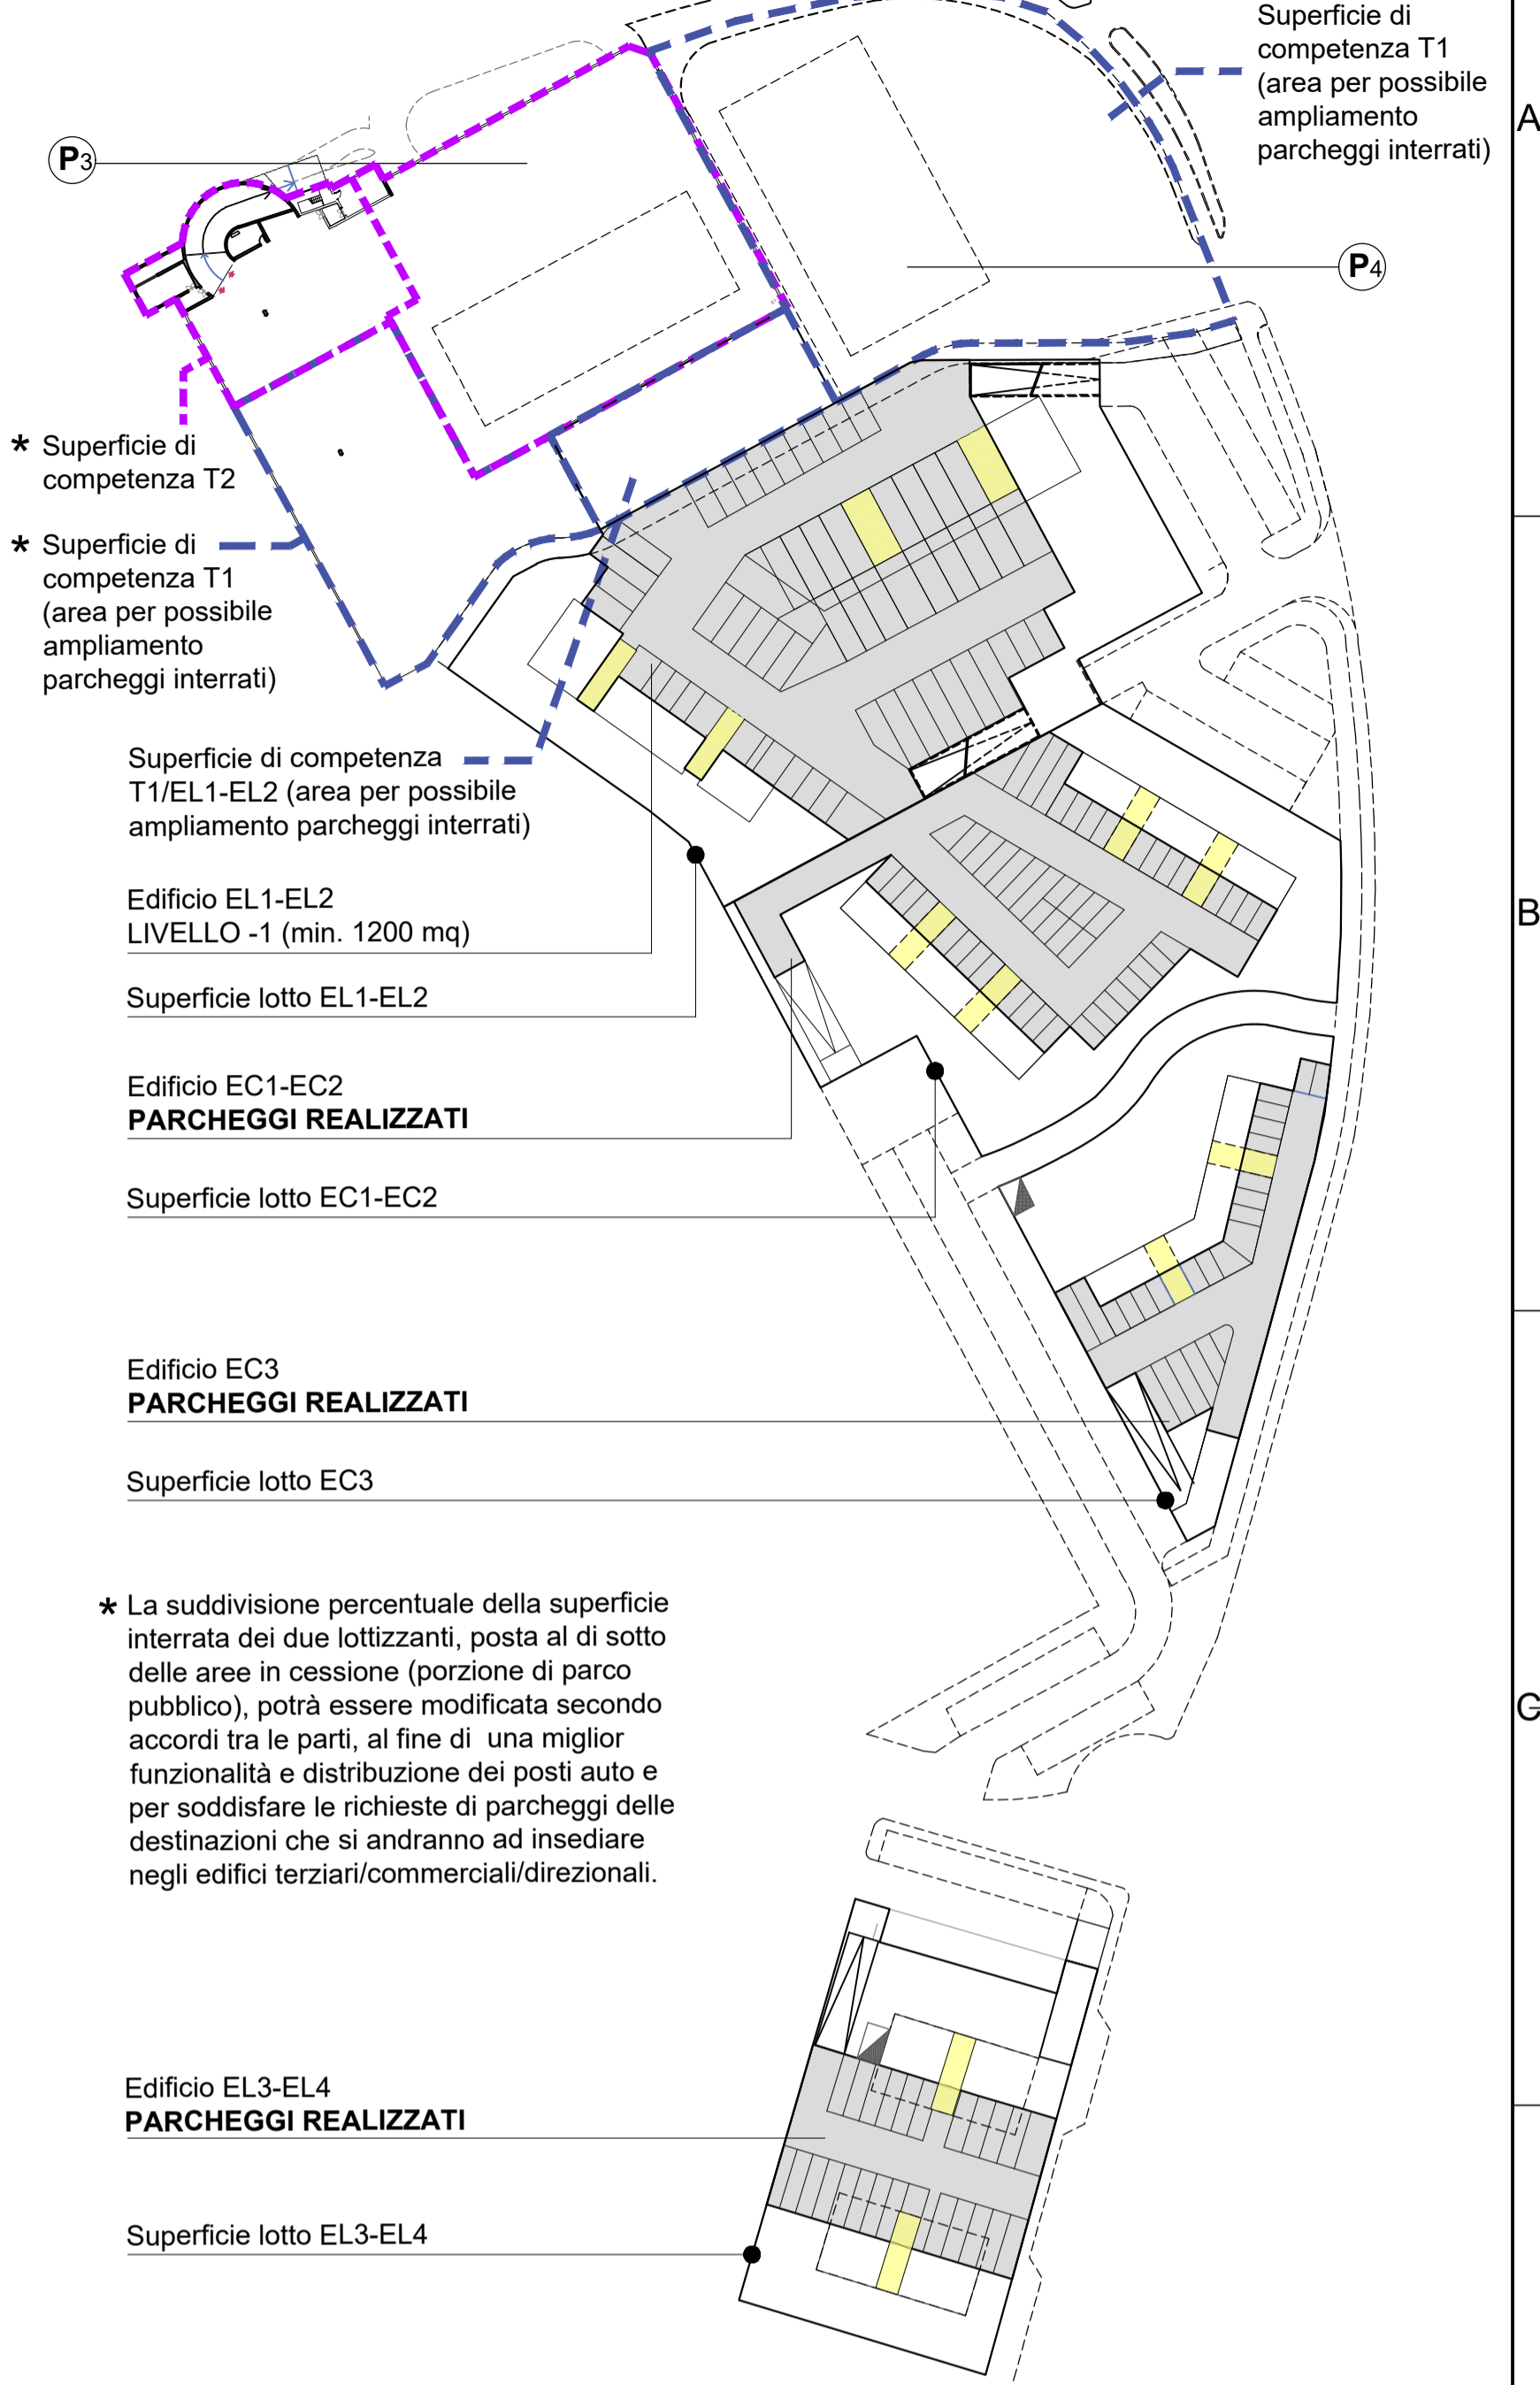 Superficie di
competenza T1
(area per possibile
ampliamento
parcheggi interrati)
A
P3
P4
* Superficie di
competenza T2
* Superficie di
competenza T1
(area per possibile
ampliamento
parcheggi interrati)
Superficie di competenza
T1/EL1-EL2 (area per possibile
ampliamento parcheggi interrati)
Edificio EL1-EL2
LIVELLO -1 (min. 1200 mq)
B
Superficie lotto EL1-EL2
Edificio EC1-EC2
PARCHEGGI REALIZZATI
Superficie lotto EC1-EC2
Edificio EC3
PARCHEGGI REALIZZATI
Superficie lotto EC3
* La suddivisione percentuale della superficie
interrata dei due lottizzanti, posta al di sotto
delle aree in cessione (porzione di parco
pubblico), potrà essere modificata secondo
accordi tra le parti, al fine di una miglior
funzionalità e distribuzione dei posti auto e
per soddisfare le richieste di parcheggi delle
destinazioni che si andranno ad insediare
negli edifici terziari/commerciali/direzionali.
Edificio EL3-EL4
PARCHEGGI REALIZZATI
Superficie lotto EL3-EL4